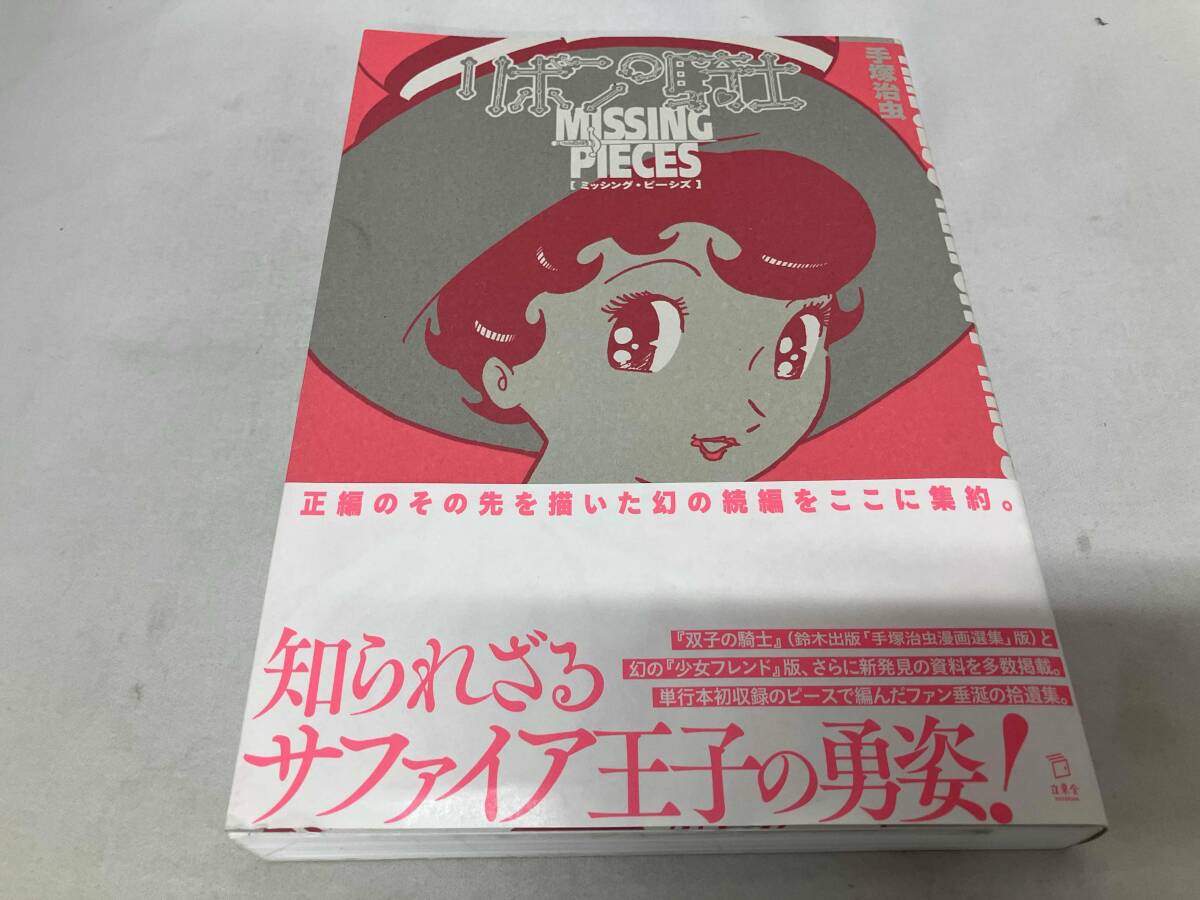 リボンの騎士
MISSING
PIECES
[ミッシング・ピーシズ]
手塚治虫
正編のその先を描いた幻の続編をここに集約。
『双子の騎士』(鈴木出版「手塚治虫漫画選集」版)と
幻の『少女フレンド』版、さらに新発見の資料を多数掲載。
単行本初収録のピースで編んだファン垂涎の拾遺集。
知られざる
サファイア王子の勇姿!
立東舎